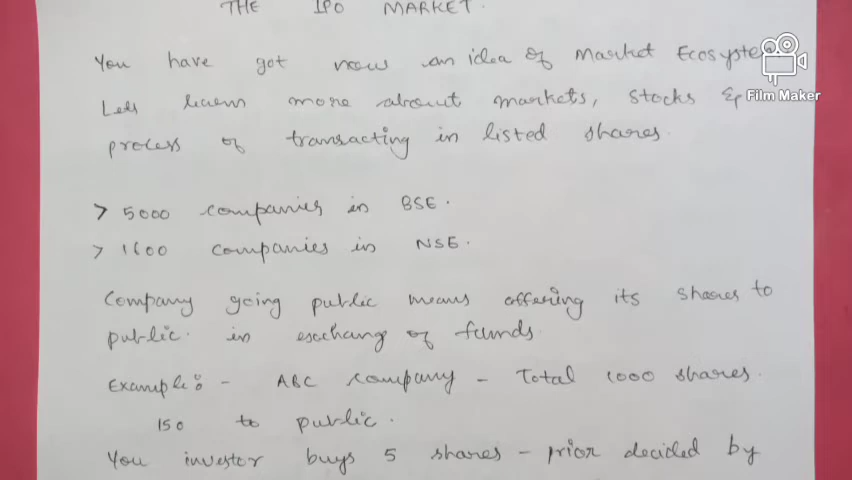 THE IPO MARKET.
You have got now an idea of Market Ecosystem
Lets learn more about markets, stocks &
process of transacting in listed shares.
> 5000 companies in BSE.
> 1600 companies in NSE.
Company going public means offering its shares to
public. in exchang of funds.
Example:- ABC company - Total 1000 shares.
150 to public.
You investor buys 5 shares - prior decided by
Film Maker